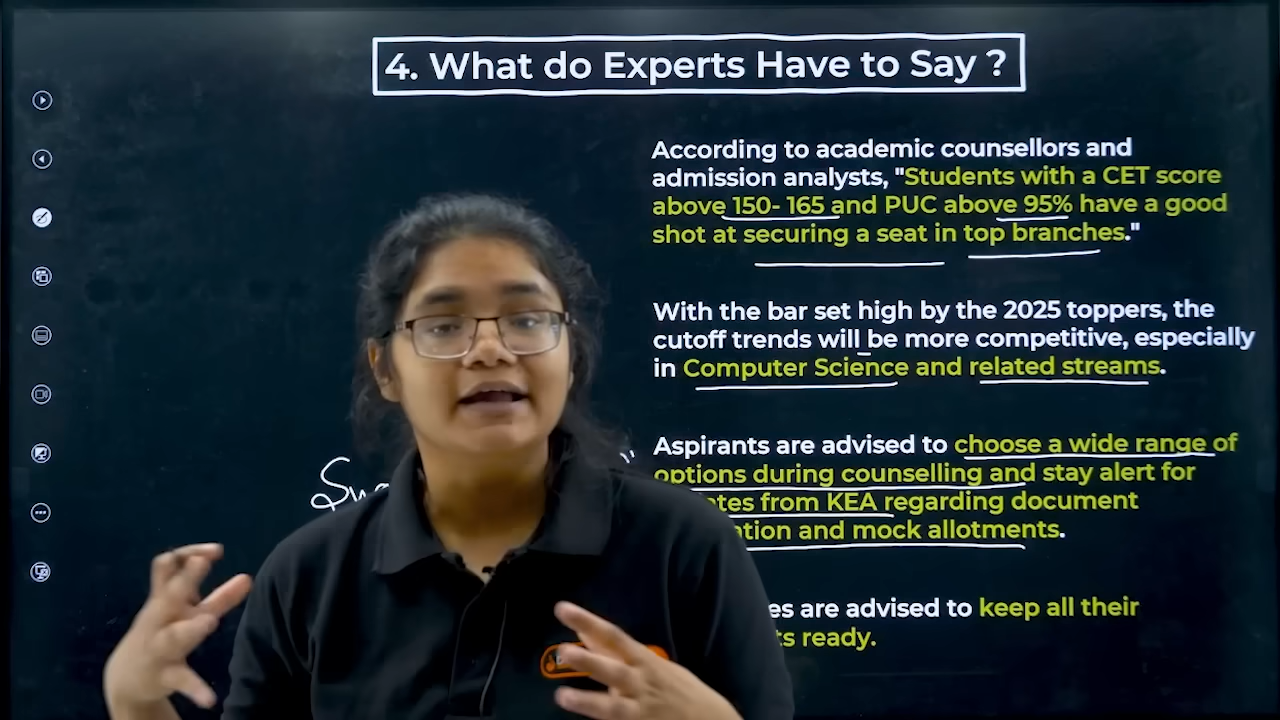 4. What do Experts Have to Say ?
According to academic counsellors and
admission analysts, "Students with a CET score
above 150- 165 and PUC above 95% have a good
shot at securing a seat in top branches."
With the bar set high by the 2025 toppers, the
cutoff trends will be more competitive, especially
in Computer Science and related streams.
Aspirants are advised to choose a wide range of
options during counselling and stay alert for
from KEA regarding document
and mock allotments.
are advised to keep all their
ready.